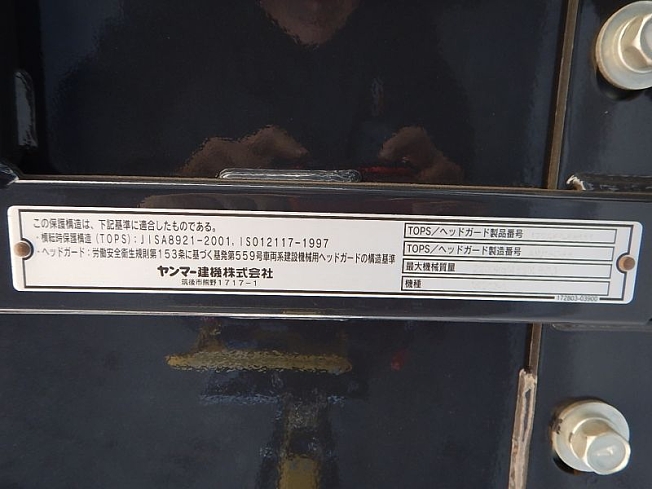 この保護構造は、下記基準に適合したものである。
・横転時保護構造(TOPS):JISA8921-2001, ISO12117-1997
・ヘッドガード:労働安全衛生規則第153条に基づく基発第559号車両系建設機械用ヘッドガードの構造基準
ヤンマー建機株式会社
筑後市熊野1717-1
TOPS/ヘッドガード製品番号
TOPS/ヘッドガード製造番号
最大機械質量
機種
172B03-03900